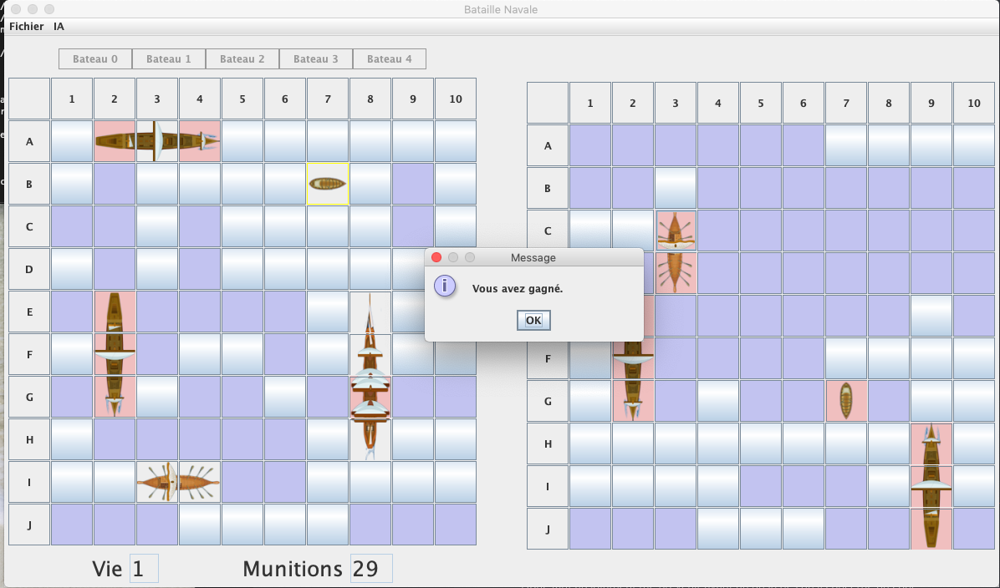 Bataille Navale
Fichier IA
Bateau 0 Bateau 1 Bateau 2 Bateau 3 Bateau 4
1 2 3 4 5 6 7 8 9 10
A
B
C
D
E
F
G
H
I
J
1 2 3 4 5 6 7 8 9 10
A
B
C
F
G
H
I
J
Message
Vous avez gagné.
OK
Vie 1 Munitions 29